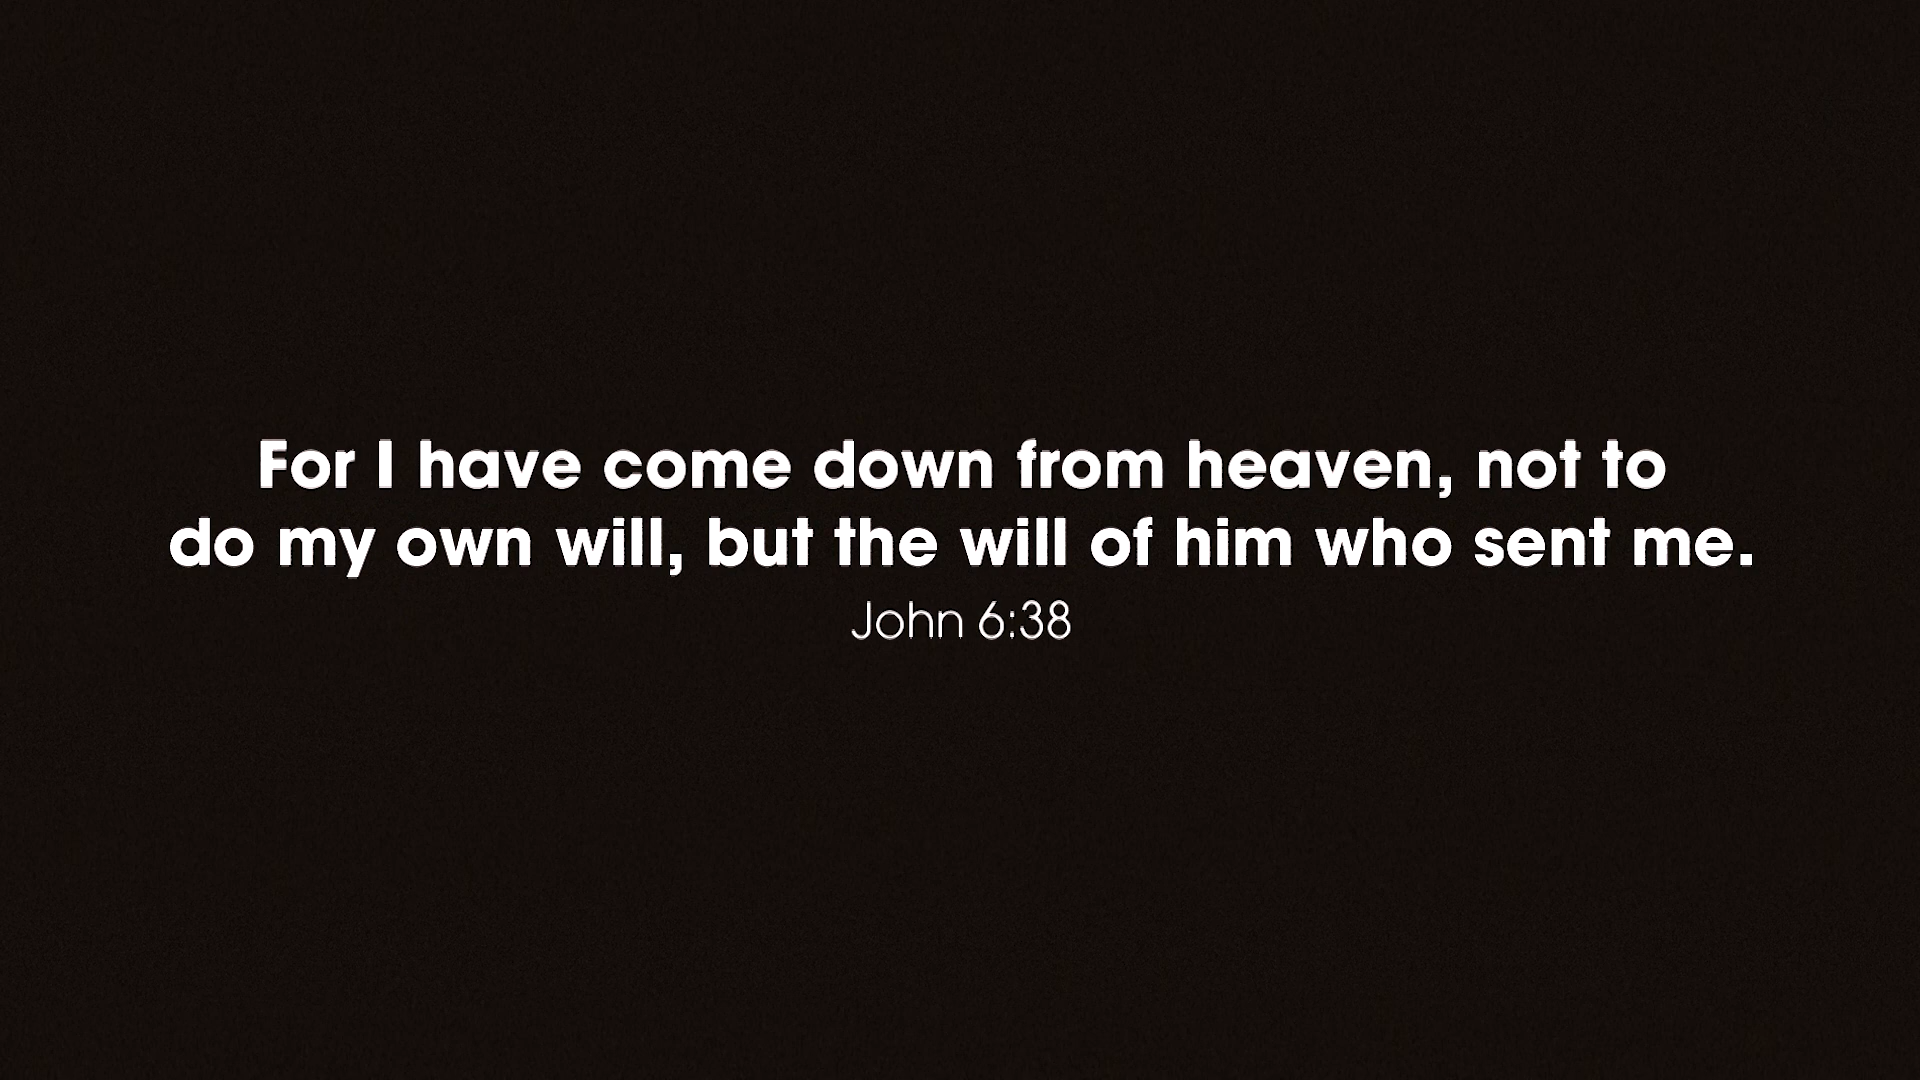 For I have come down from heaven, not to
do my own will, but the will of him who sent me.
John 6:38